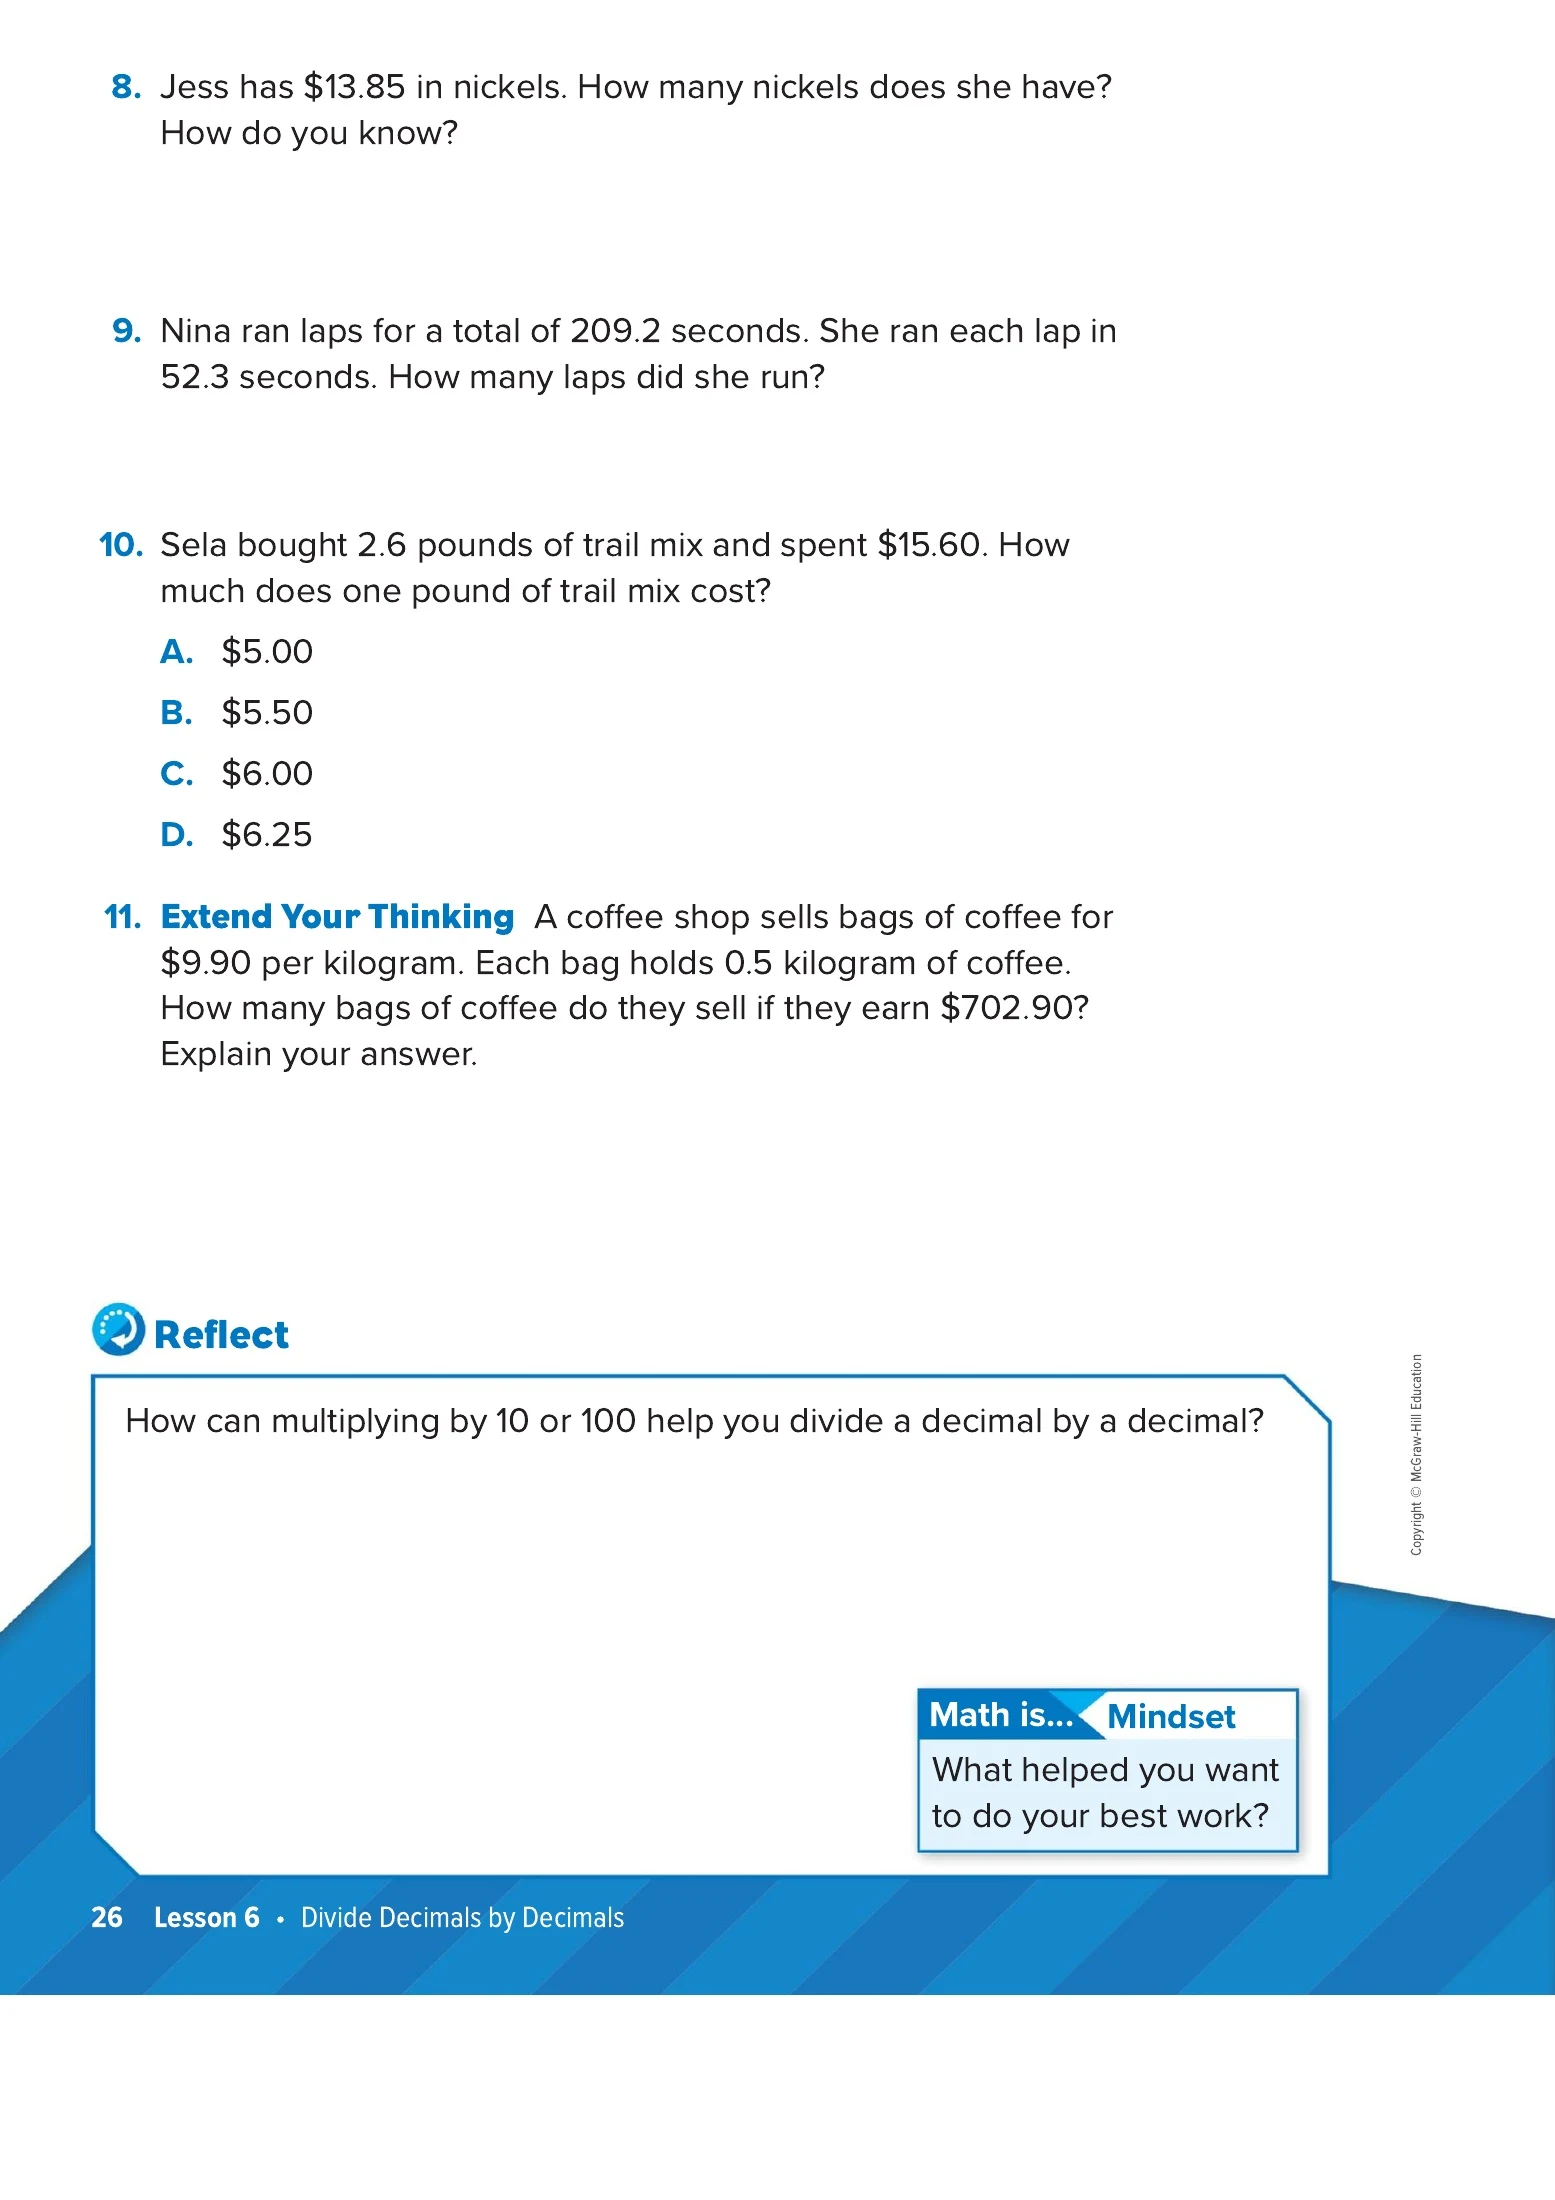 8. Jess has $13.85 in nickels. How many nickels does she have?
How do you know?
9. Nina ran laps for a total of 209.2 seconds. She ran each lap in
52.3 seconds. How many laps did she run?
10. Sela bought 2.6 pounds of trail mix and spent $15.60. How
much does one pound of trail mix cost?
A. $5.00
B. $5.50
C. $6.00
D. $6.25
11. Extend Your Thinking A coffee shop sells bags of coffee for
$9.90 per kilogram. Each bag holds 0.5 kilogram of coffee.
How many bags of coffee do they sell if they earn $702.90?
Explain your answer.
Reflect
How can multiplying by 10 or 100 help you divide a decimal by a decimal?
Math is... Mindset
What helped you want
to do your best work?
Copyright © McGraw-Hill Education
26 Lesson 6 • Divide Decimals by Decimals